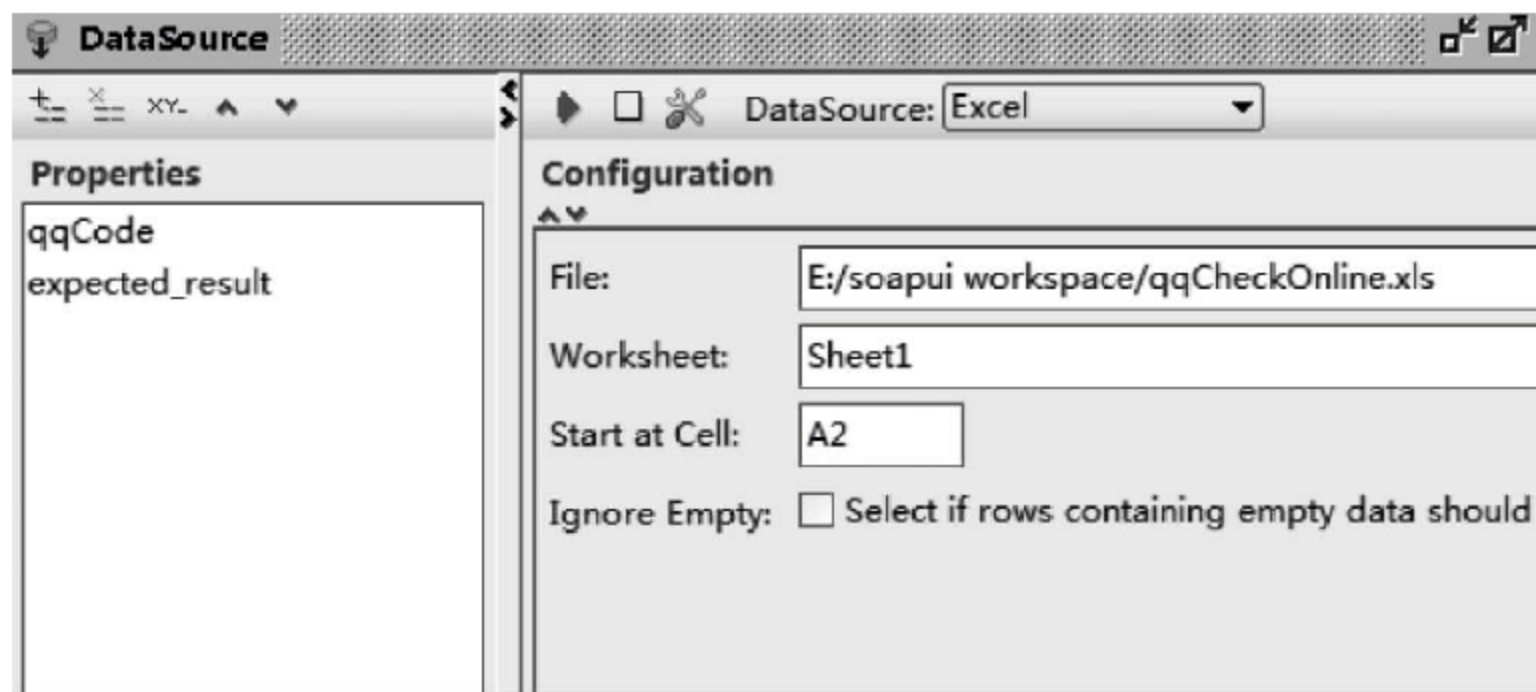 DataSource
XY-
DataSource: Excel
Properties
qqCode
expected_result
Configuration
File: E:/soapui workspace/qqCheckOnline.xls
Worksheet: Sheet1
Start at Cell: A2
Ignore Empty: Select if rows containing empty data should